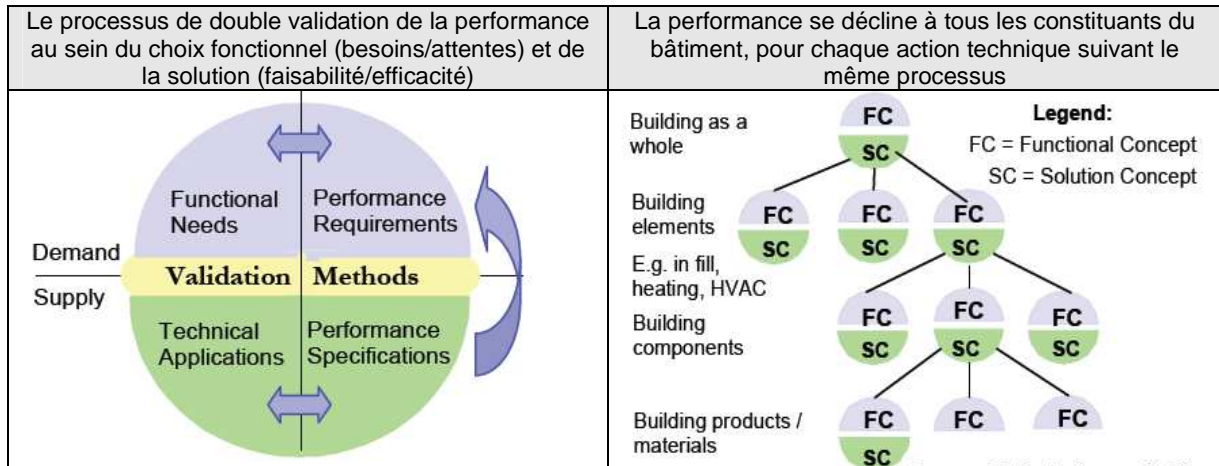 Le processus de double validation de la performance
au sein du choix fonctionnel (besoins/attentes) et de
la solution (faisabilité/efficacité)
La performance se décline à tous les constituants du
bâtiment, pour chaque action technique suivant le
même processus
Functional
Needs
Performance
Requirements
Demand
Validation Methods
Supply
Technical
Applications
Performance
Specifications
Building as a
whole
FC
SC
Legend:
FC = Functional Concept
SC = Solution Concept
Building
elements
FC FC FC
SC SC SC
E.g. in fill,
heating, HVAC
Building
components
FC FC FC
SC SC SC
Building products /
materials
FC FC FC
SC